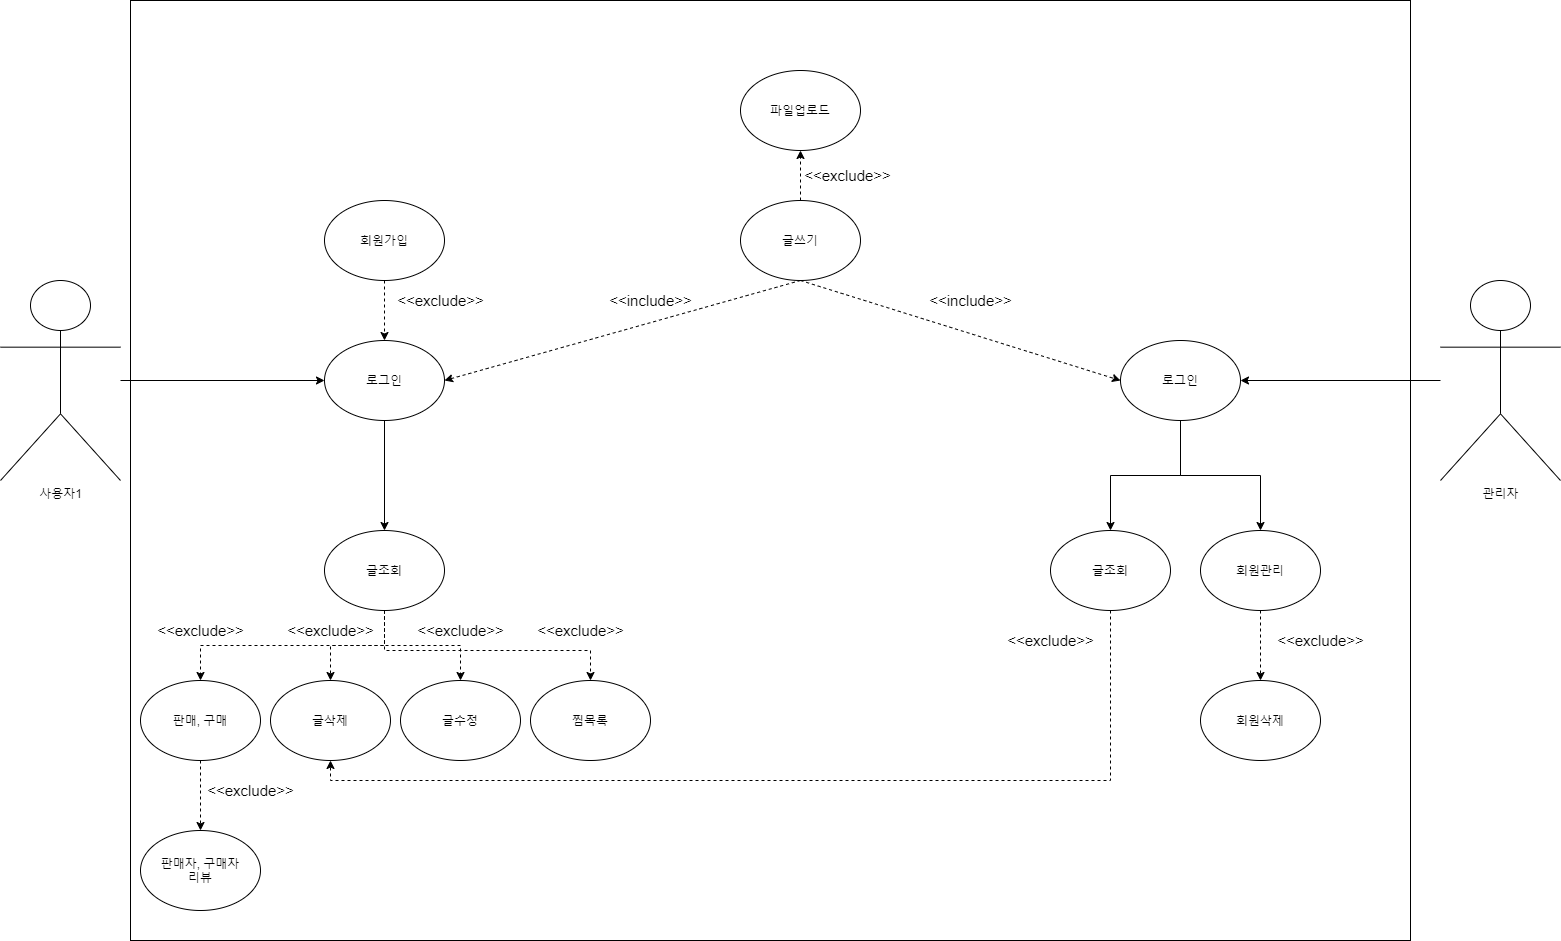 파일업로드
<<exclude>>
회원가입
글쓰기
<<exclude>>
<<include>>
<<include>>
로그인
로그인
사용자1
관리자
글조회
글조회
회원관리
<<exclude>>
<<exclude>>
<<exclude>>
<<exclude>>
<<exclude>>
<<exclude>>
판매, 구매
글삭제
글수정
찜목록
회원삭제
<<exclude>>
판매자, 구매자
리뷰